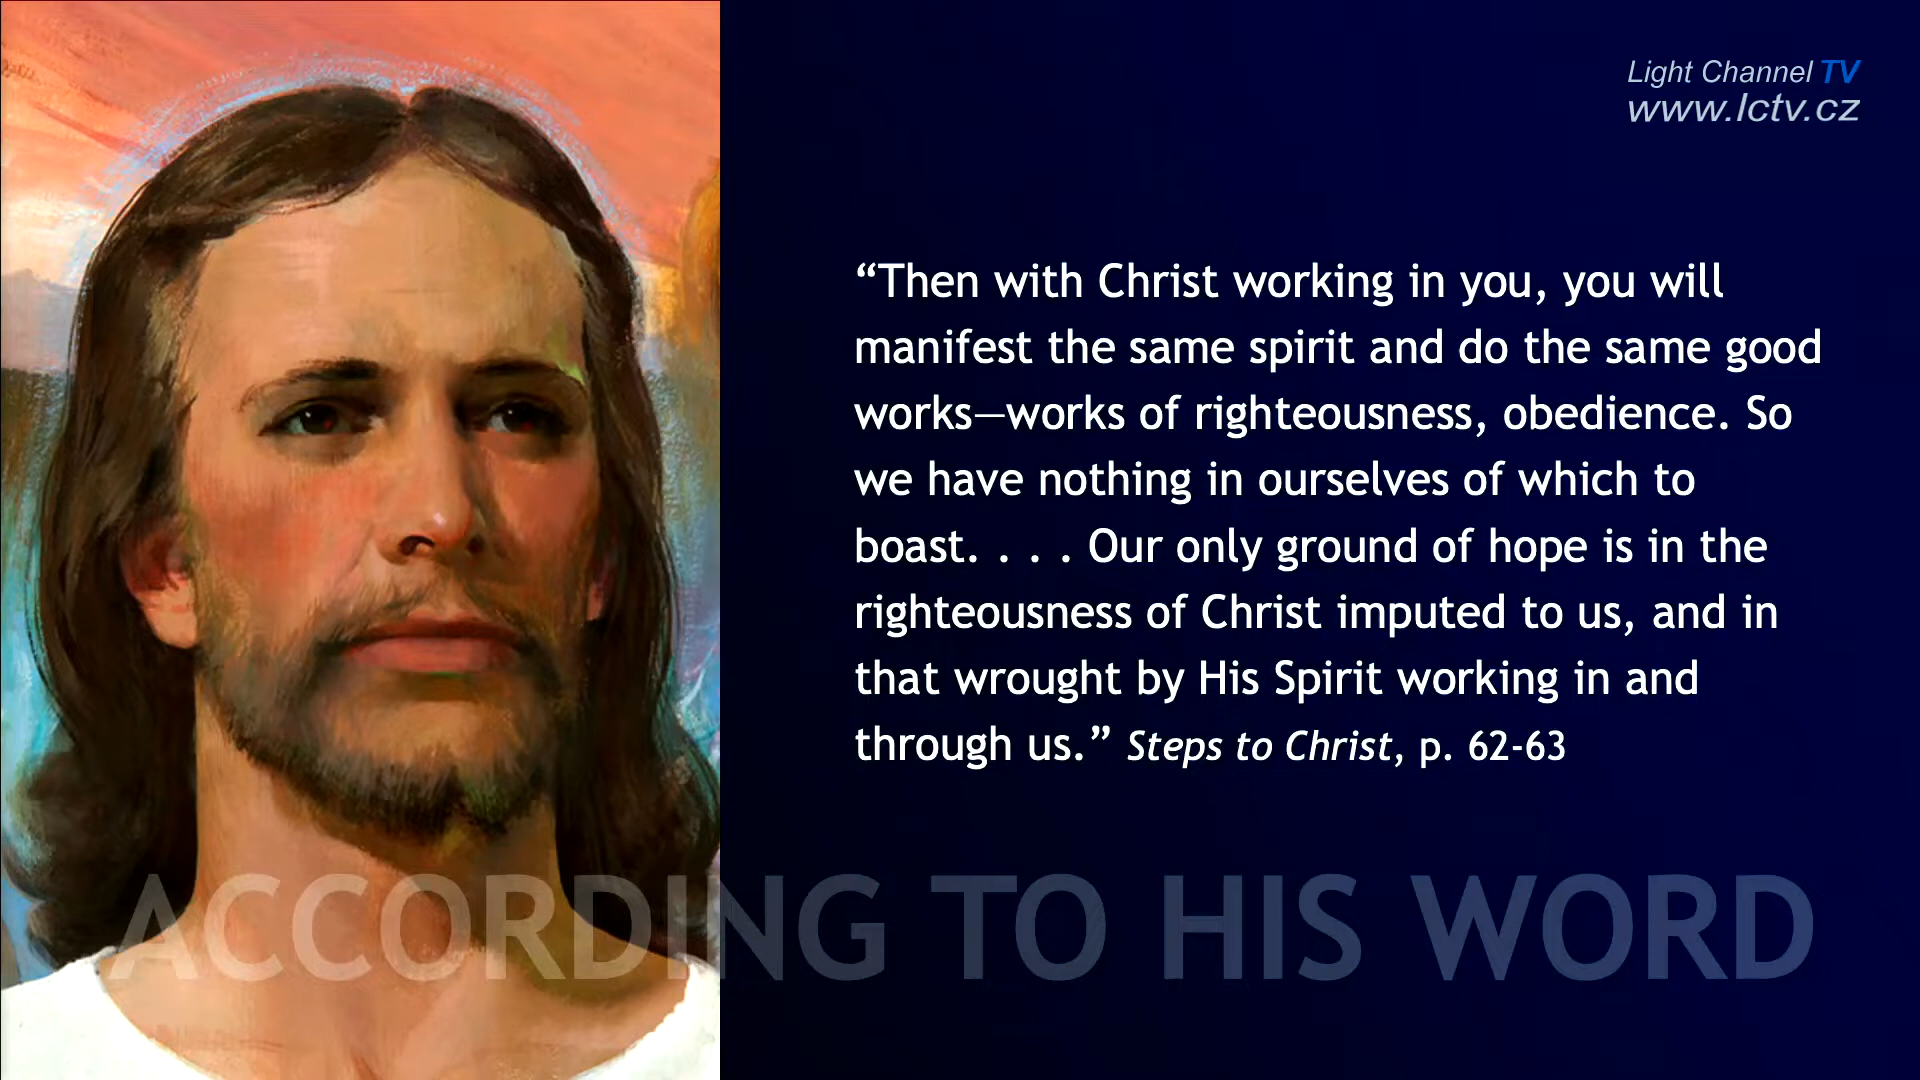 Light Channel TV
www.lctv.cz
“Then with Christ working in you, you will
manifest the same spirit and do the same good
works—works of righteousness, obedience. So
we have nothing in ourselves of which to
boast. . . . Our only ground of hope is in the
righteousness of Christ imputed to us, and in
that wrought by His Spirit working in and
through us.” Steps to Christ, p. 62-63
ACCORDING TO HIS WORD